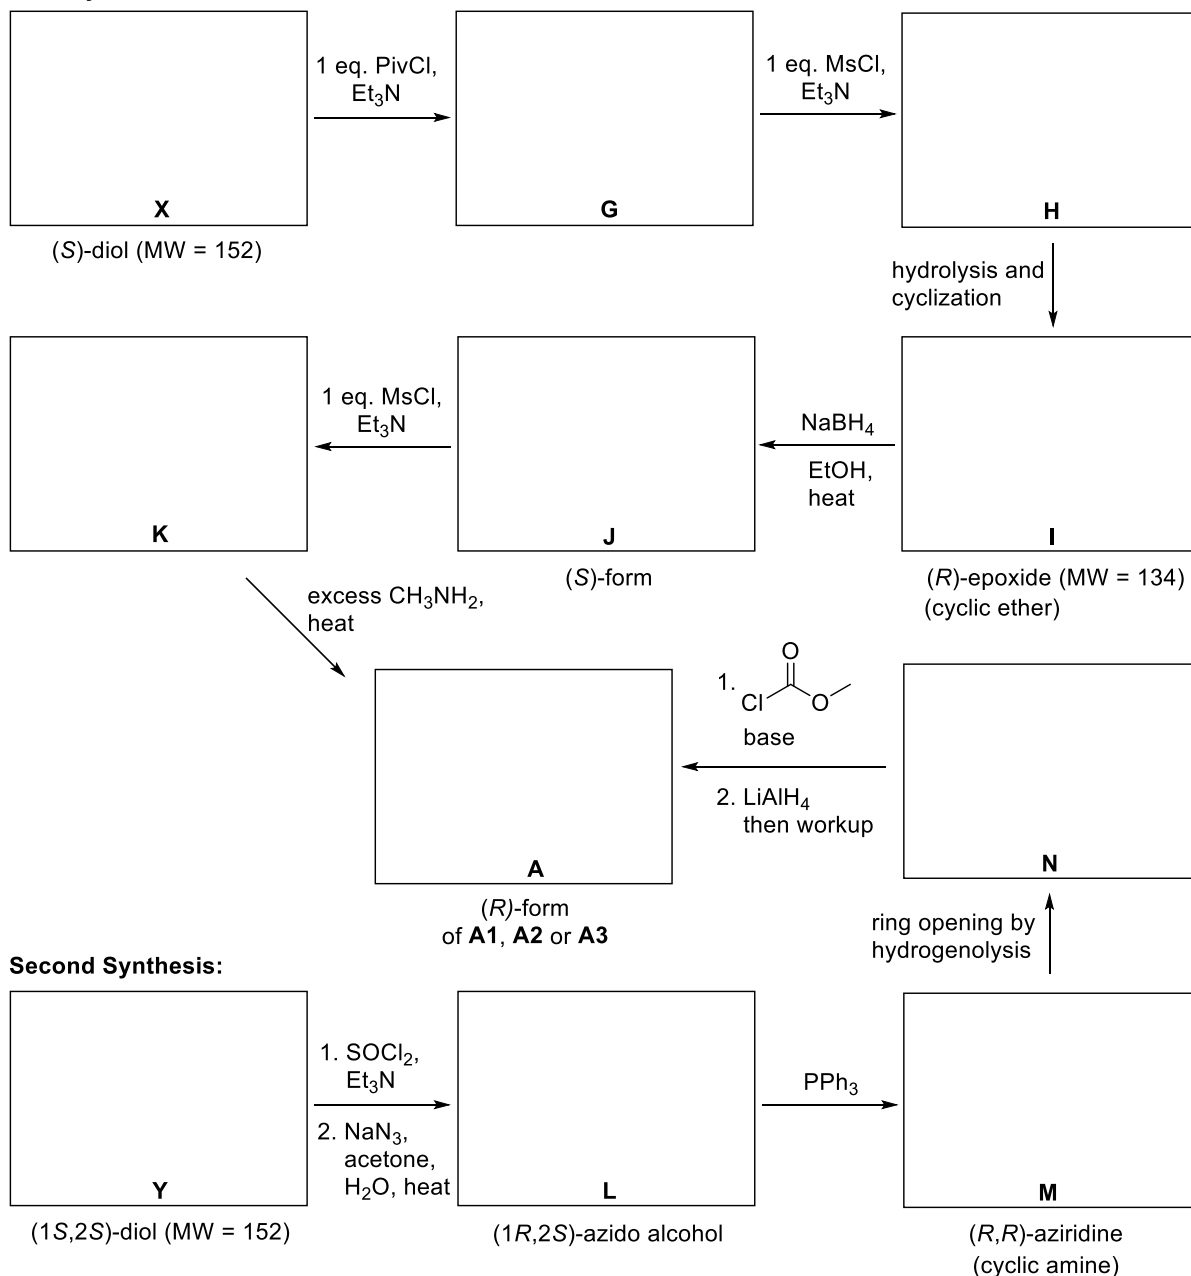 1 eq. PivCl,
Et3N
1 eq. MsCl,
Et3N
X
G
H
(S)-diol (MW = 152)
hydrolysis and
cyclization
1 eq. MsCl,
Et3N
NaBH4
EtOH,
heat
K
J
I
(S)-form
(R)-epoxide (MW = 134)
(cyclic ether)
excess CH3NH2,
heat
1.
O
Cl
O
base
2. LiAlH4
then workup
A
N
(R)-form
of A1, A2 or A3
ring opening by
hydrogenolysis
Second Synthesis:
1. SOCl2,
Et3N
2. NaN3,
acetone,
H2O, heat
PPh3
Y
L
M
(1S,2S)-diol (MW = 152)
(1R,2S)-azido alcohol
(R,R)-aziridine
(cyclic amine)